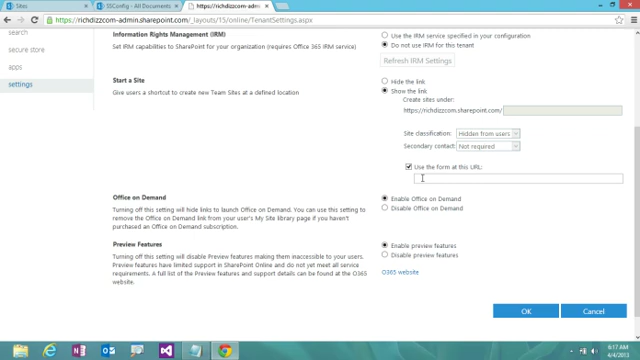 Sites
SSConfig - All Documents
https://richdizzcom-admin
https://richdizzcom-admin.sharepoint.com/_layouts/15/online/TenantSettings.aspx
search
secure store
apps
settings
Information Rights Management (IRM)
Set IRM capabilities to SharePoint for your organization (requires Office 365 IRM service)
Use the IRM service specified in your configuration
Do not use IRM for this tenant
Refresh IRM Settings
Start a Site
Give users a shortcut to create new Team Sites at a defined location
Hide the link
Show the link
Create sites under:
https://richdizzcom.sharepoint.com/
Site classification:
Hidden from users
Secondary contact:
Not required
Use the form at this URL:
Office on Demand
Turning off this setting will hide links to launch Office on Demand. You can use this setting to
remove the Office on Demand link from your user's My Site library page if you haven't
purchased an Office on Demand subscription.
Enable Office on Demand
Disable Office on Demand
Preview Features
Turning off this setting will disable Preview features making them inaccessible to your users.
Preview features have limited support in SharePoint Online and do not yet meet all service
requirements. A full list of the Preview features and support details can be found at the O365
website.
Enable preview features
Disable preview features
O365 website
OK
Cancel
6:17 AM